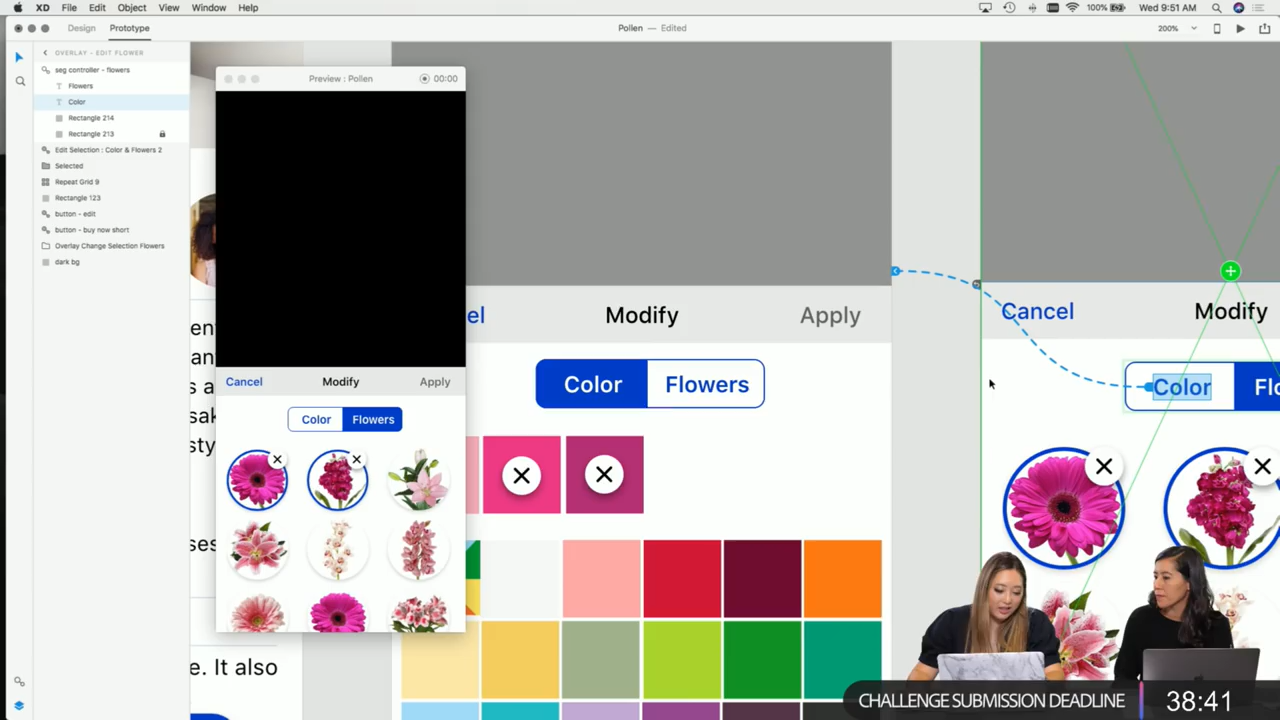 XD File Edit Object View Window Help
100% Wed 9:51 AM
Design Prototype
Pollen — Edited
200%
OVERLAY - EDIT FLOWER
seg controller - flowers
Flowers
Color
Rectangle 214
Rectangle 213
Edit Selection : Color & Flowers 2
Selected
Repeat Grid 9
Rectangle 123
button - edit
button - buy now short
Overlay Change Selection Flowers
dark bg
Preview : Pollen
00:00
Cancel Modify Apply
Color Flowers
el Modify Apply
Color Flowers
Cancel Modify
Color Flo
e. It also
CHALLENGE SUBMISSION DEADLINE 38:41